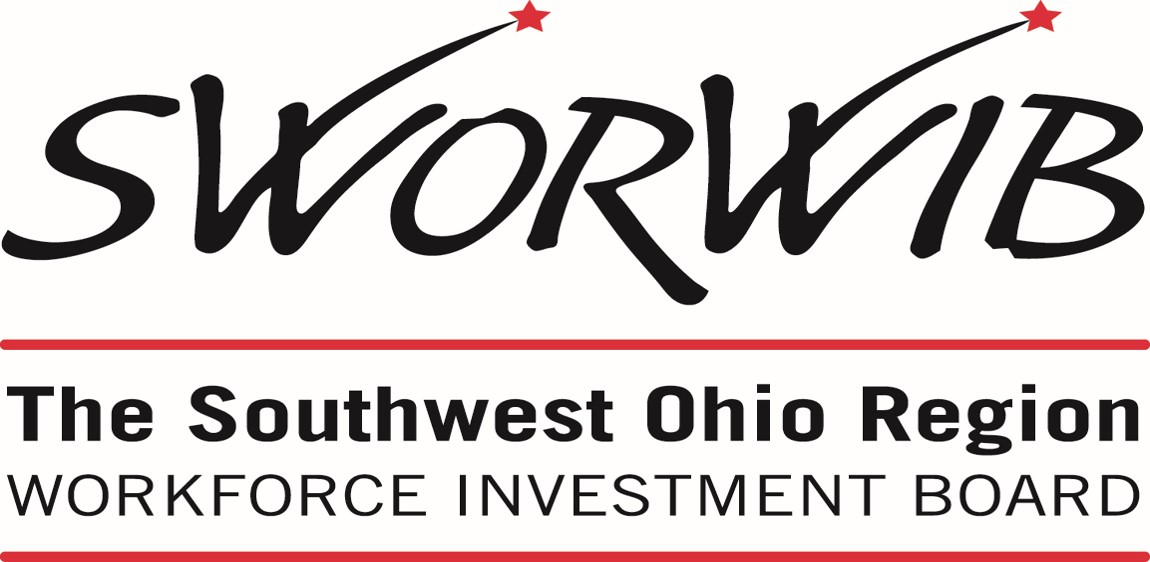 SWORWIB
The Southwest Ohio Region
WORKFORCE INVESTMENT BOARD